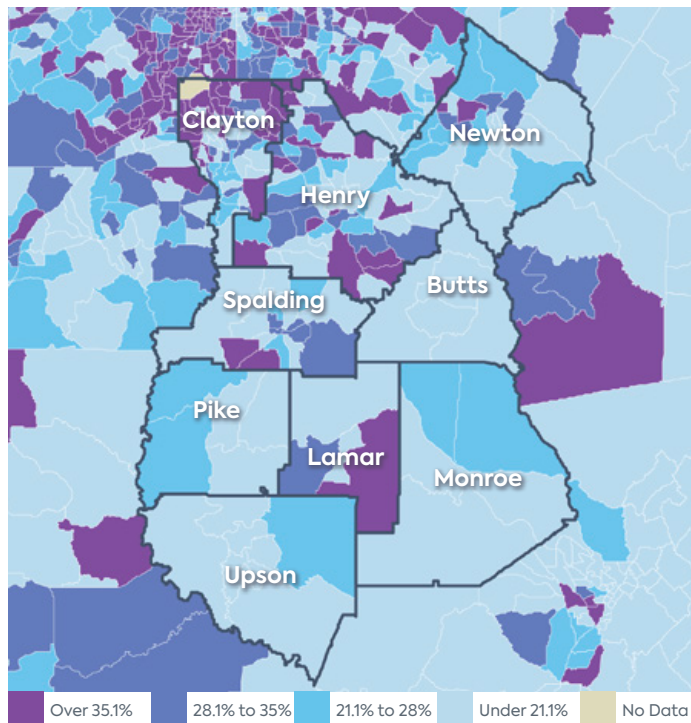 Clayton
Newton
Henry
Spalding
Butts
Pike
Lamar
Monroe
Upson
Over 35.1% 28.1% to 35% 21.1% to 28% Under 21.1% No Data